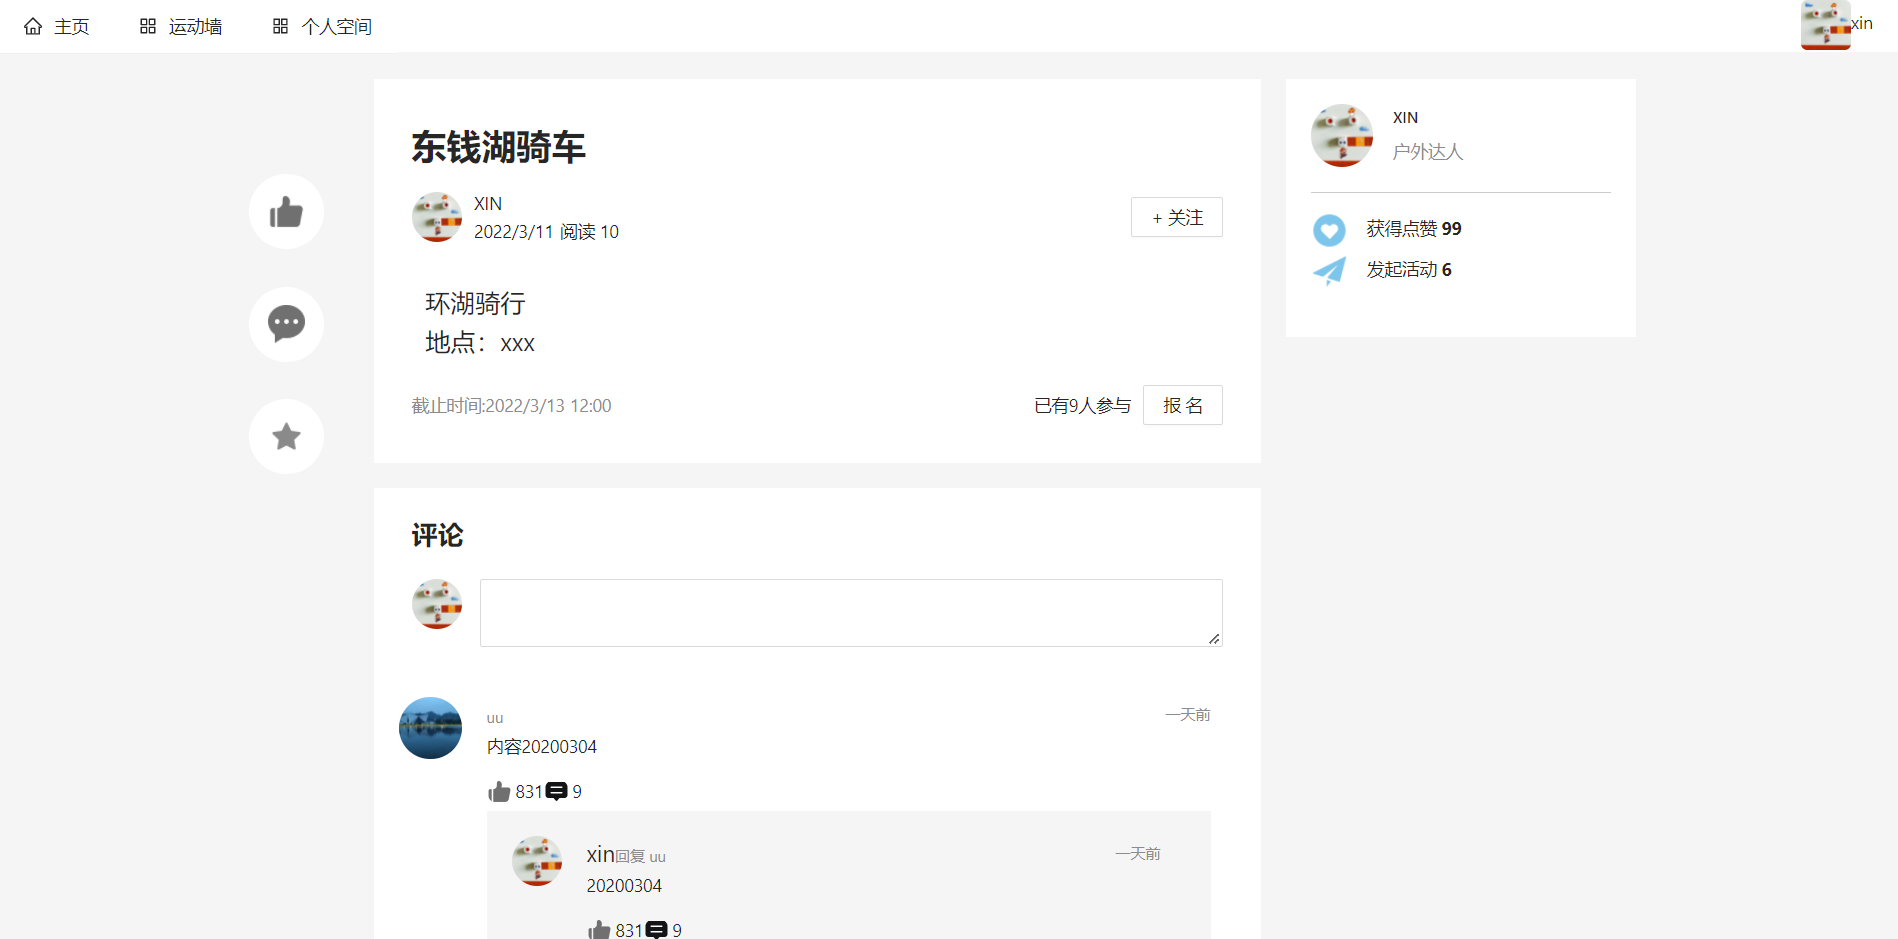 主页 运动墙 个人空间 xin
东钱湖骑车
XIN
2022/3/11 阅读 10
+ 关注
环湖骑行
地点：xxx
截止时间:2022/3/13 12:00
已有9人参与 报 名
XIN
户外达人
获得点赞 99
发起活动 6
评论
uu 一天前
内容20200304
831 9
xin回复 uu 一天前
20200304
831 9